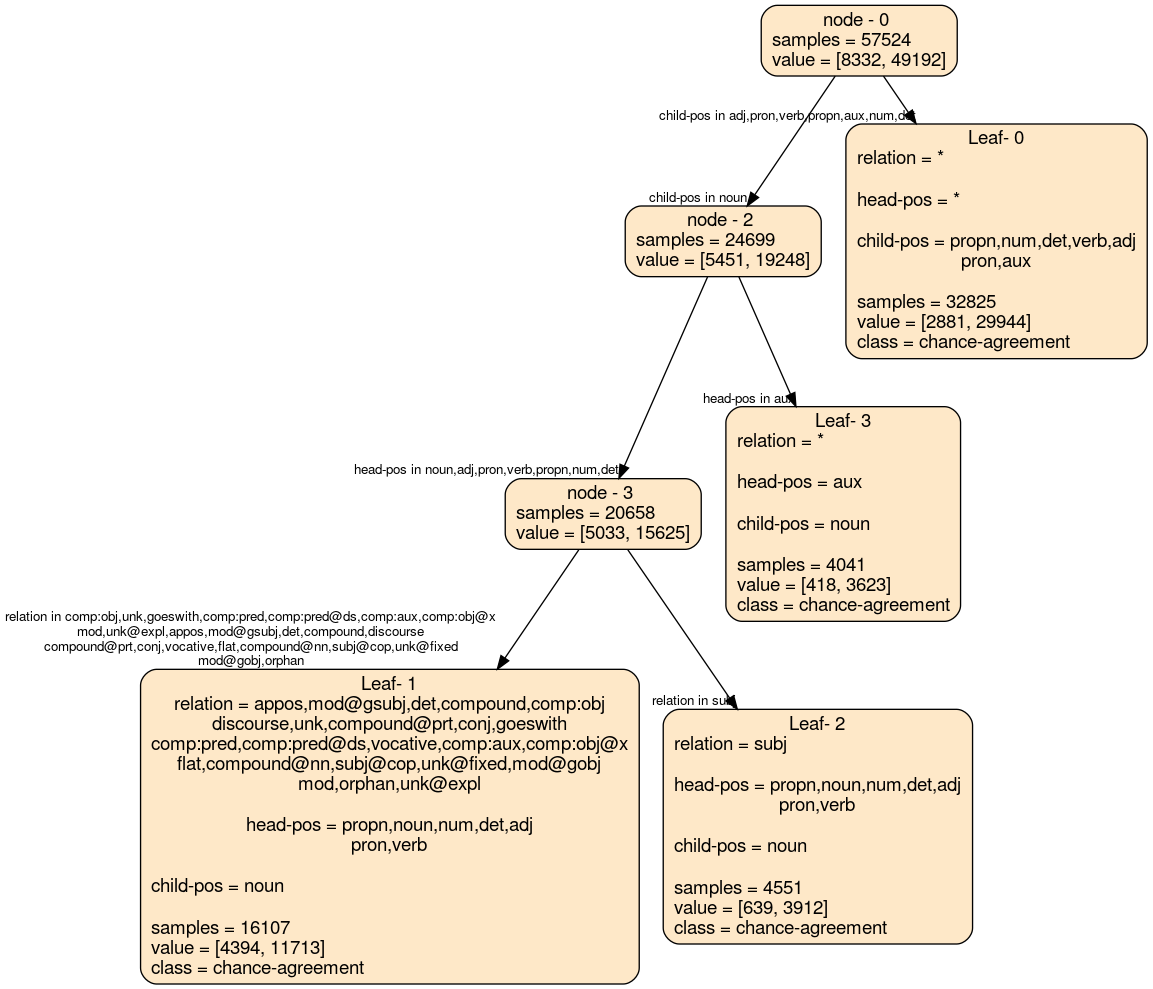 node - 0
samples = 57524
value = [8332, 49192]
child-pos in adj,pron,verb,propn,aux,num,det
Leaf- 0
relation = *
head-pos = *
child-pos = propn,num,det,verb,adj
pron,aux
samples = 32825
value = [2881, 29944]
class = chance-agreement
child-pos in noun
node - 2
samples = 24699
value = [5451, 19248]
head-pos in aux
Leaf- 3
relation = *
head-pos = aux
child-pos = noun
samples = 4041
value = [418, 3623]
class = chance-agreement
head-pos in noun,adj,pron,verb,propn,num,det
node - 3
samples = 20658
value = [5033, 15625]
relation in comp:obj,unk,goeswith,comp:pred,comp:pred@ds,comp:aux,comp:obj@x
mod,unk@expl,appos,mod@gsubj,det,compound,discourse
compound@prt,conj,vocative,flat,compound@nn,subj@cop,unk@fixed
mod@gobj,orphan
Leaf- 1
relation = appos,mod@gsubj,det,compound,comp:obj
discourse,unk,compound@prt,conj,goeswith
comp:pred,comp:pred@ds,vocative,comp:aux,comp:obj@x
flat,compound@nn,subj@cop,unk@fixed,mod@gobj
mod,orphan,unk@expl
head-pos = propn,noun,num,det,adj
pron,verb
child-pos = noun
samples = 16107
value = [4394, 11713]
class = chance-agreement
relation in subj
Leaf- 2
relation = subj
head-pos = propn,noun,num,det,adj
pron,verb
child-pos = noun
samples = 4551
value = [639, 3912]
class = chance-agreement